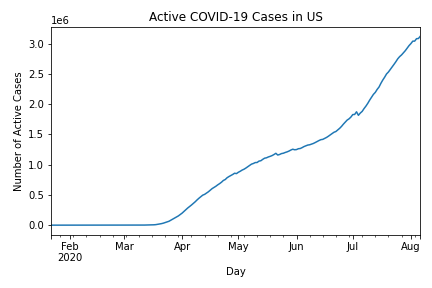 Active COVID-19 Cases in US
1e6
Number of Active Cases
3.0
2.5
2.0
1.5
1.0
0.5
0.0
Feb Mar Apr May Jun Jul Aug
2020
Day